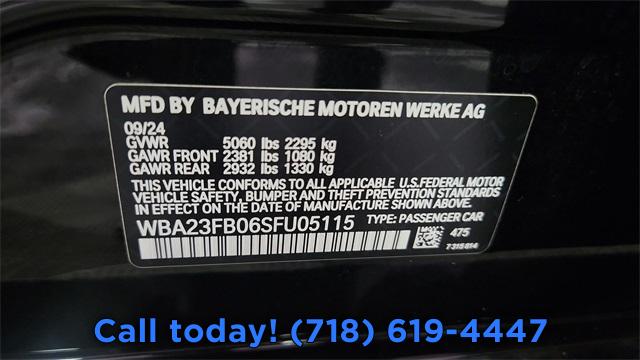 MFD BY BAYERISCHE MOTOREN WERKE AG
09/24
GVWR 5060 lbs 2295 kg
GAWR FRONT 2381 lbs 1080 kg
GAWR REAR 2932 lbs 1330 kg
THIS VEHICLE CONFORMS TO ALL APPLICABLE U.S.FEDERAL MOTOR
VEHICLE SAFETY, BUMPER AND THEFT PREVENTION STANDARDS
IN EFFECT ON THE DATE OF MANUFACTURE SHOWN ABOVE.
WBA23FB06SFU05115 TYPE: PASSENGER CAR
475
7 315 814
Call today! (718) 619-4447